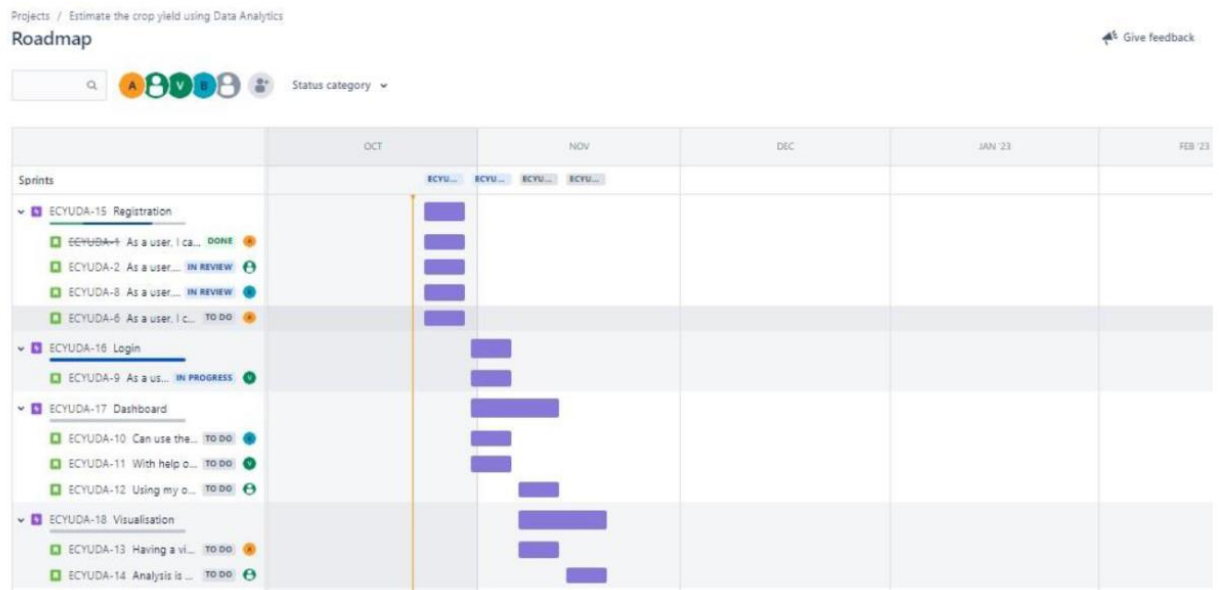 Projects / Estimate the crop yield using Data Analytics
Roadmap
Give feedback
A V B Status category
OCT NOV DEC JAN '23 FEB '23
Sprints ECYU... ECYU... ECYU... ECYU...
ECYUDA-15 Registration
ECYUDA-1 As a user, I ca... DONE A
ECYUDA-2 As a user,... IN REVIEW
ECYUDA-8 As a user,... IN REVIEW B
ECYUDA-6 As a user, I c... TO DO A
ECYUDA-16 Login
ECYUDA-9 As a us... IN PROGRESS V
ECYUDA-17 Dashboard
ECYUDA-10 Can use the... TO DO B
ECYUDA-11 With help o... TO DO V
ECYUDA-12 Using my o... TO DO
ECYUDA-18 Visualisation
ECYUDA-13 Having a vi... TO DO A
ECYUDA-14 Analysis is ... TO DO